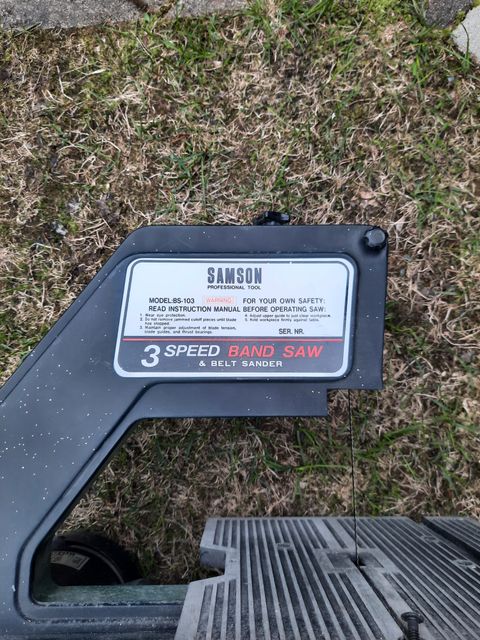 SAMSON
PROFESSIONAL TOOL
MODEL:BS-103 WARNING: FOR YOUR OWN SAFETY:
READ INSTRUCTION MANUAL BEFORE OPERATING SAW:
1. Wear eye protection.
2. Do not remove jammed cutoff pieces until blade
has stopped.
3. Maintain proper adjustment of blade tension,
blade guides, and thrust bearings.
4. Adjust upper guide to just clear workpiece.
5. Hold workpiece firmly against table.
SER. NR.
3 SPEED BAND SAW
& BELT SANDER